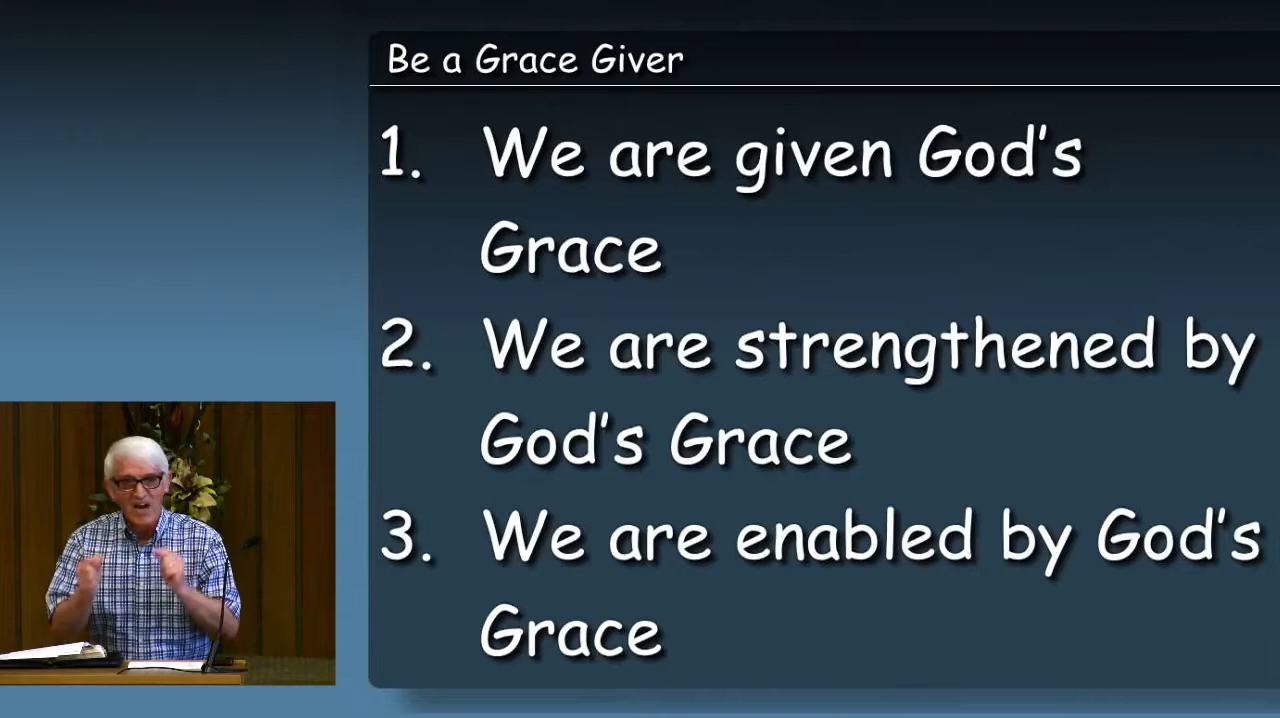 Be a Grace Giver
1. We are given God's
Grace
2. We are strengthened by
God's Grace
3. We are enabled by God's
Grace